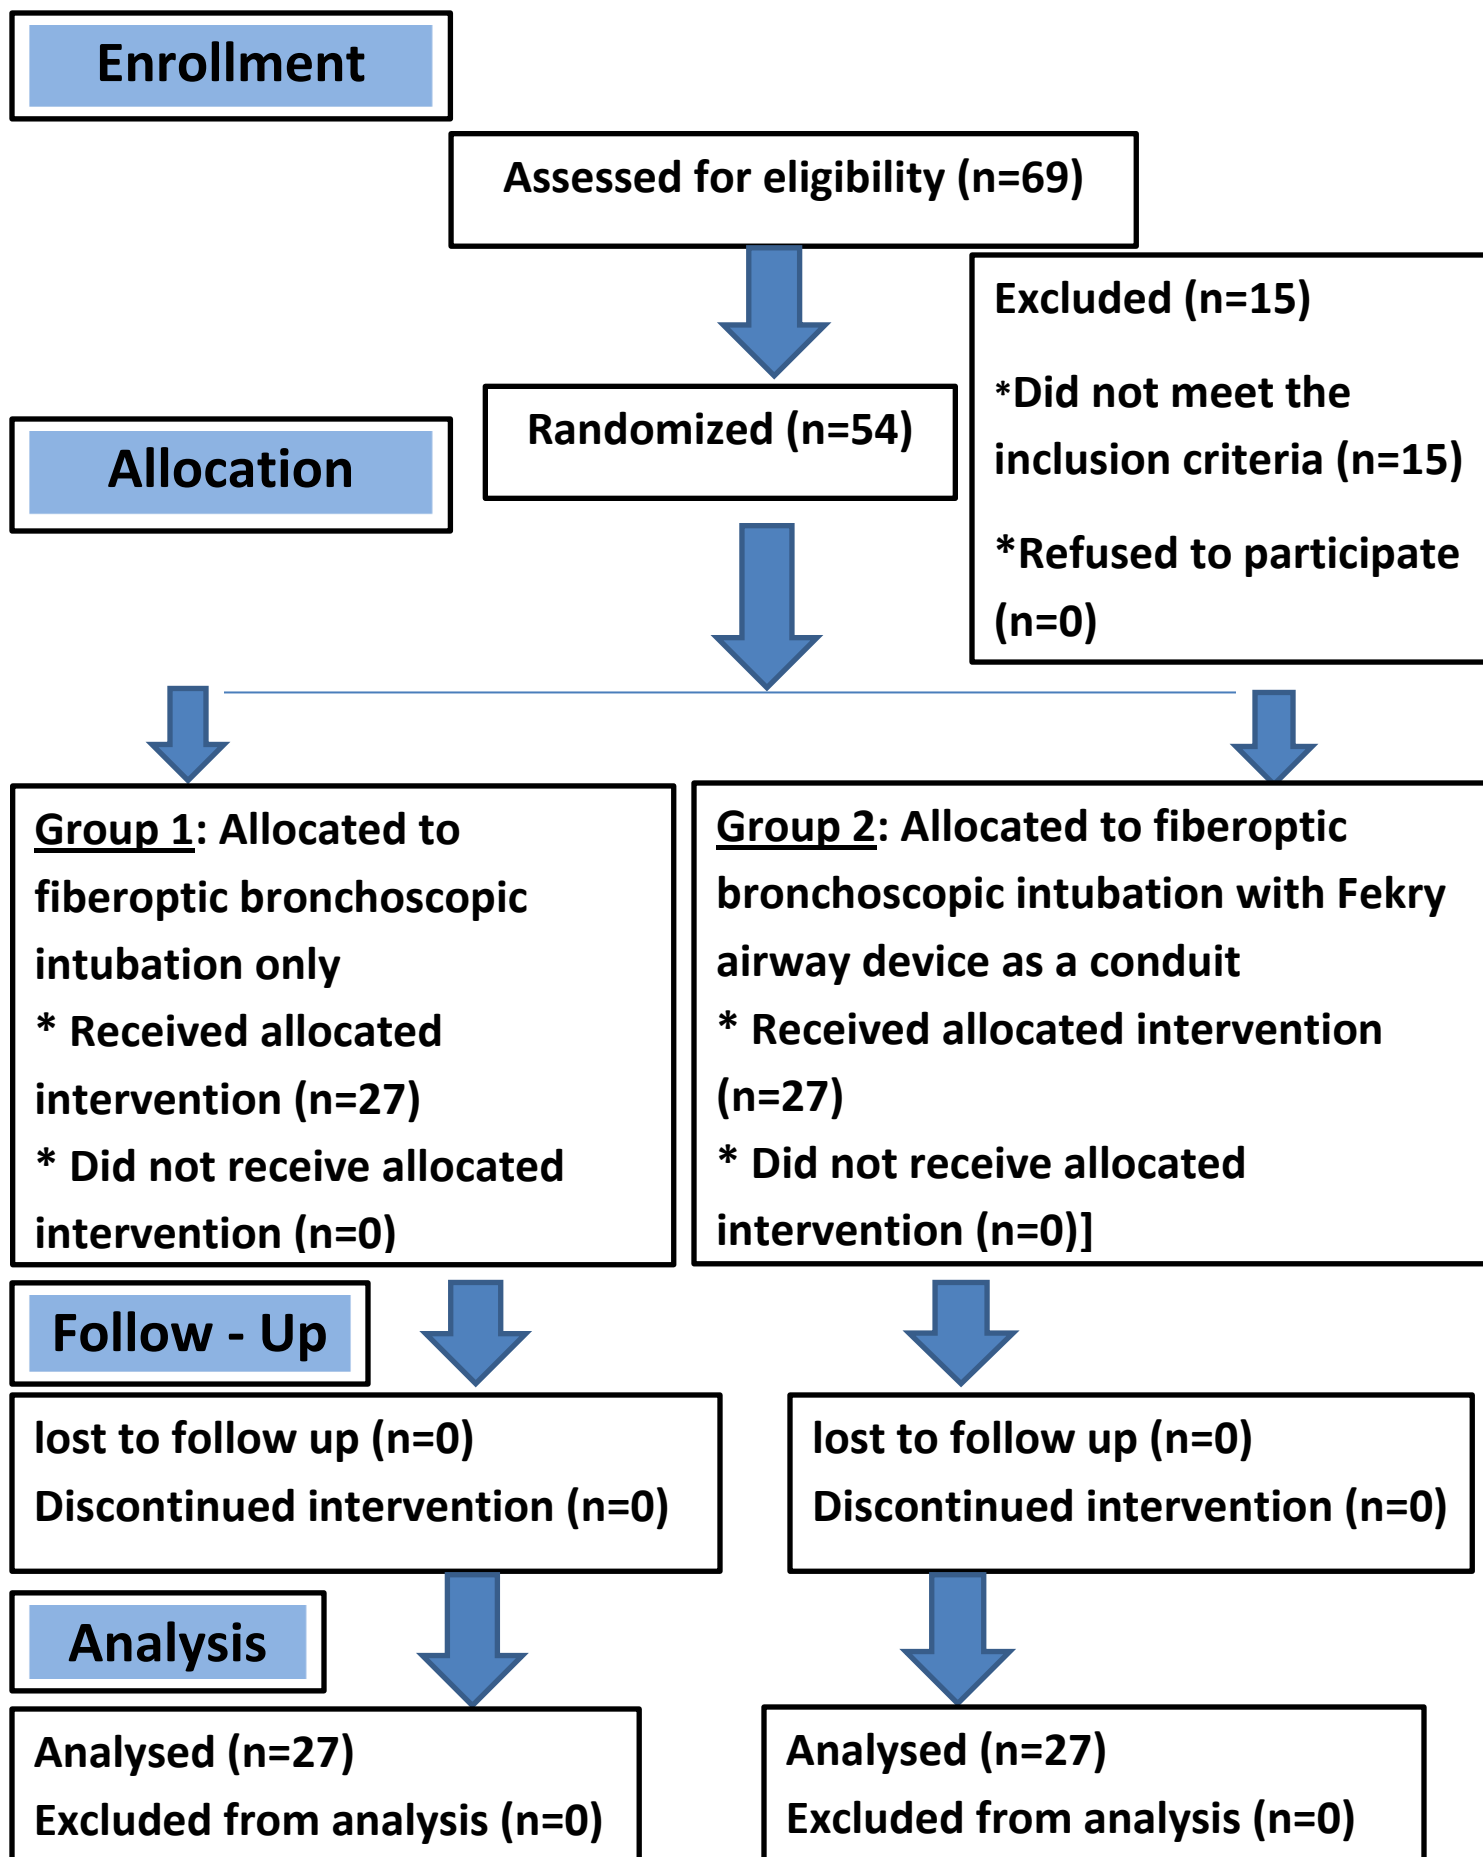 Enrollment
Assessed for eligibility (n=69)
Excluded (n=15)
*Did not meet the
inclusion criteria (n=15)
*Refused to participate
(n=0)
Randomized (n=54)
Allocation
Group 1: Allocated to
fiberoptic bronchoscopic
intubation only
* Received allocated
intervention (n=27)
* Did not receive allocated
intervention (n=0)
Group 2: Allocated to fiberoptic
bronchoscopic intubation with Fekry
airway device as a conduit
* Received allocated intervention
(n=27)
* Did not receive allocated
intervention (n=0)]
Follow - Up
lost to follow up (n=0)
Discontinued intervention (n=0)
lost to follow up (n=0)
Discontinued intervention (n=0)
Analysis
Analysed (n=27)
Excluded from analysis (n=0)
Analysed (n=27)
Excluded from analysis (n=0)